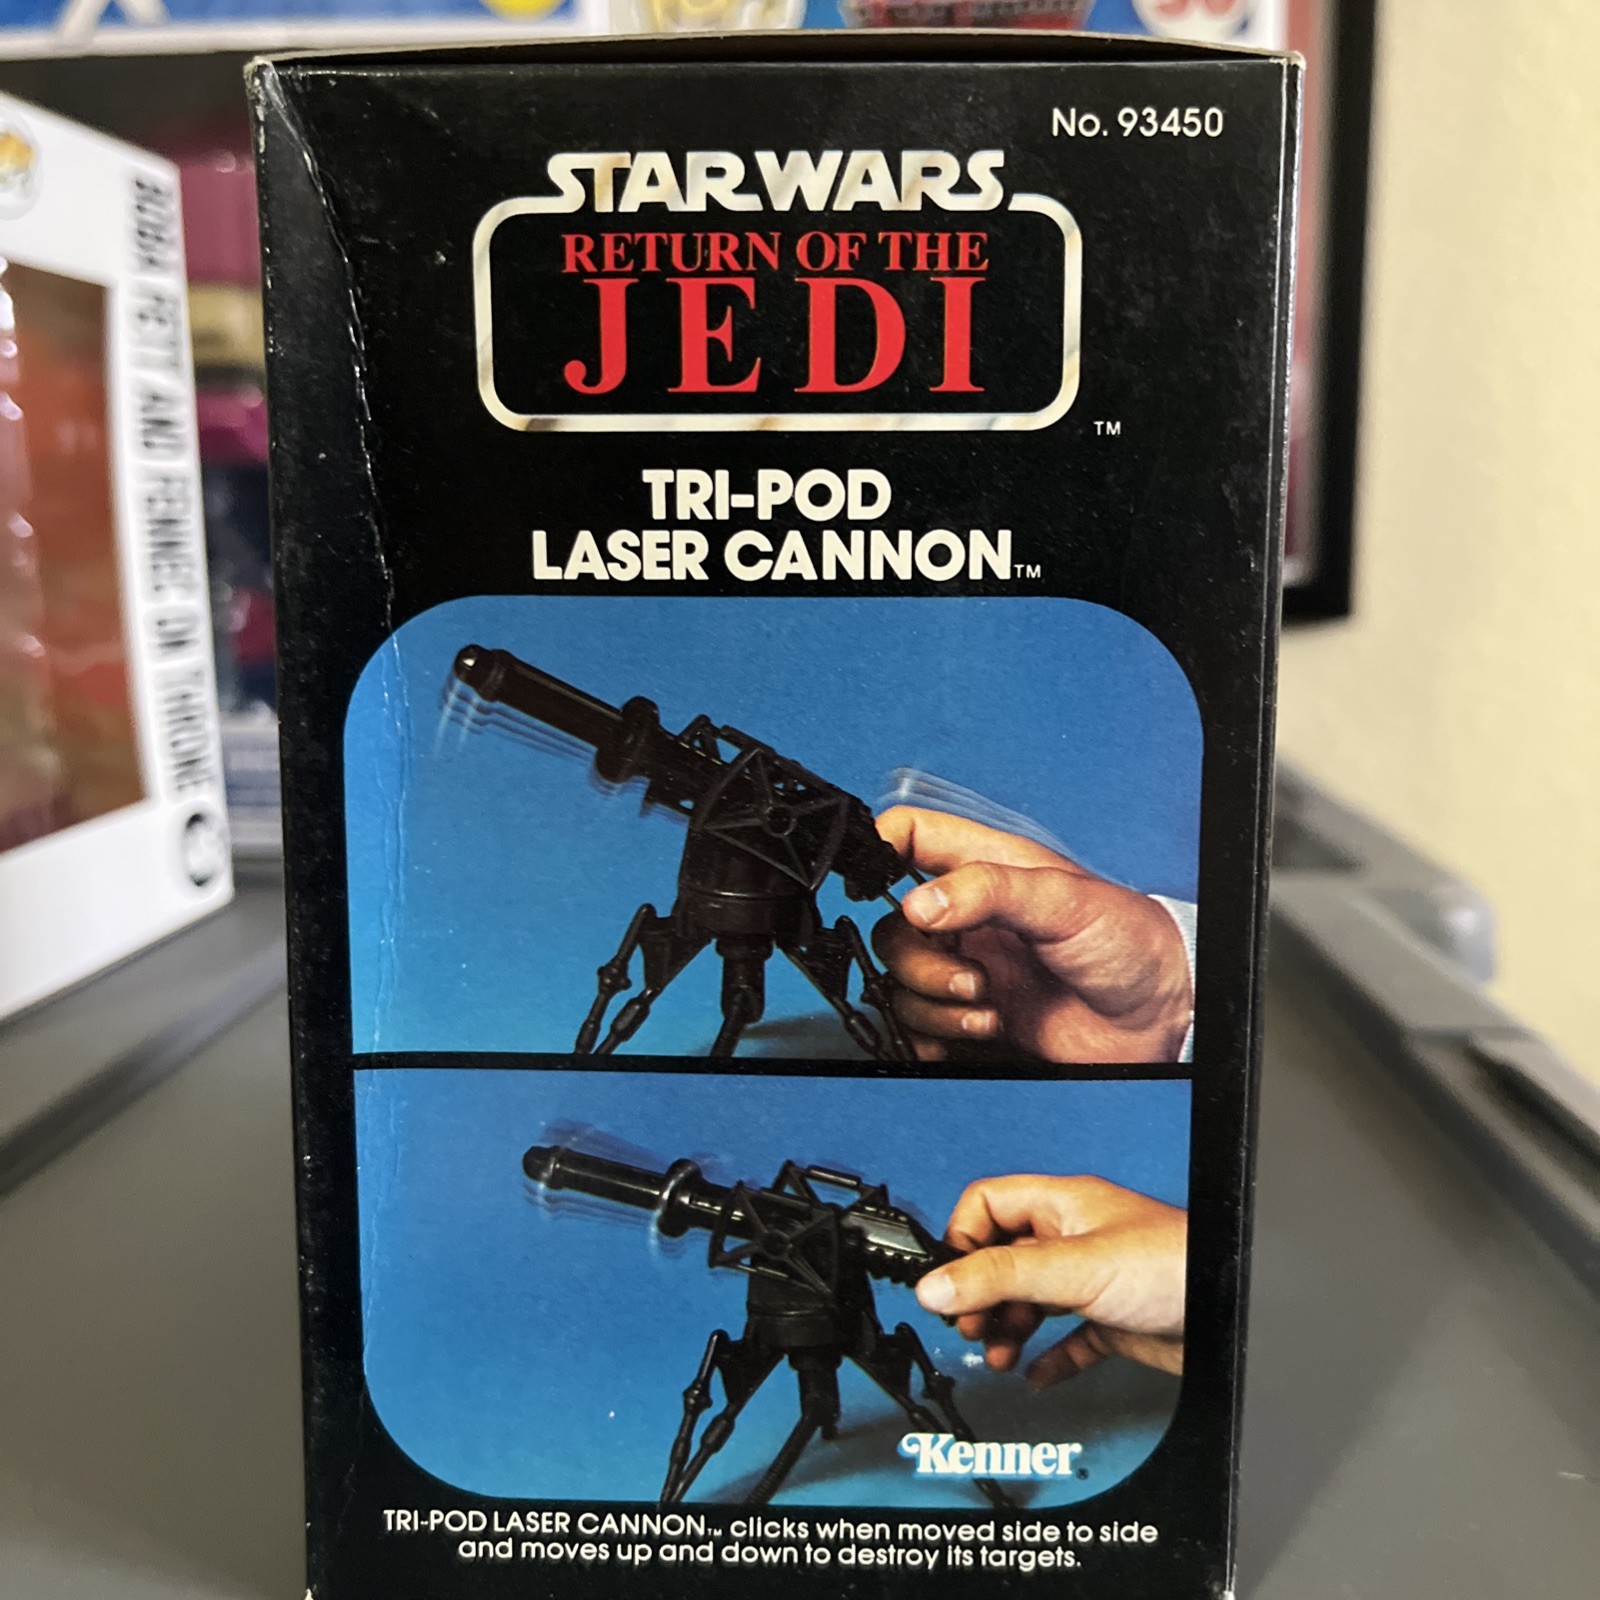 No. 93450
STAR WARS
RETURN OF THE
JEDI
TM
TRI-POD
LASER CANNON TM
Kenner®
TRI-POD LASER CANNON™ clicks when moved side to side
and moves up and down to destroy its targets.
BOBA FETT AND FENNEC ON THRONE